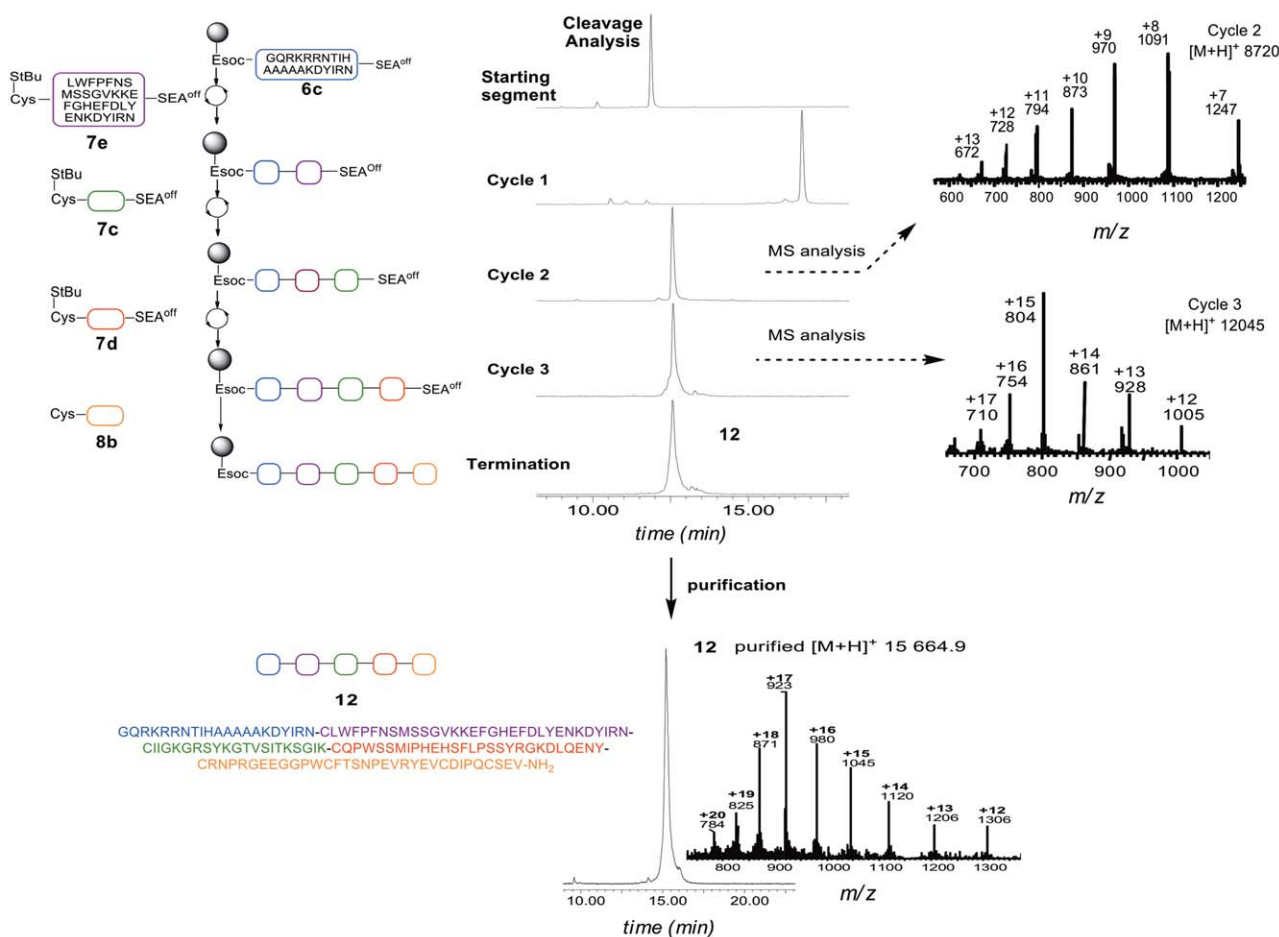 StBu
Cys
LWFPFNS
MSSGVKKE
FGHEFDLY
ENKDYIRN
SEAoff
7e
Esoc
GQRKRRNTIH
AAAAAKDYIRN
SEAoff
6c
Esoc
SEAOff
StBu
Cys
SEAoff
7c
Esoc
SEAoff
StBu
Cys
SEAoff
7d
Esoc
SEAoff
Cys
8b
Esoc
Cleavage
Analysis
Starting
segment
Cycle 1
Cycle 2
Cycle 3
12
Termination
10.00 15.00
time (min)
MS analysis
MS analysis
Cycle 2
[M+H]+ 8720
+13
672
+12
728
+11
794
+10
873
+9
970
+8
1091
+7
1247
600 700 800 900 1000 1100 1200
m/z
Cycle 3
[M+H]+ 12045
+17
710
+16
754
+15
804
+14
861
+13
928
+12
1005
700 800 900 1000
m/z
purification
12
GQRKRRNTIHAAAAAKDYIRN-CLWFPFNSMSSGVKKEFGHEFDLYENKDYIRN-
CIIGKGRSYKGTVSITKSGIK-CQPWSSMIPHEHSFLPSSYRGKDLQENY-
CRNPRGEEGGPWCFTSNPEVRYEVCDIPQCSEV-NH2
12 purified [M+H]+ 15 664.9
+20
784
+19
825
+18
871
+17
923
+16
980
+15
1045
+14
1120
+13
1206
+12
1306
800 900 1000 1100 1200 1300
m/z
10.00 15.00 20.00
time (min)